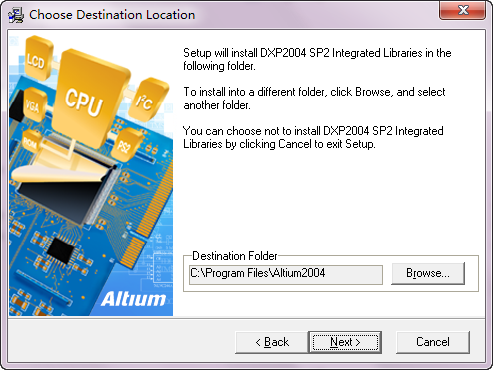 Choose Destination Location
LCD
CPU
I²C
VGA
PS2
Altium
Setup will install DXP2004 SP2 Integrated Libraries in the
following folder.
To install into a different folder, click Browse, and select
another folder.
You can choose not to install DXP2004 SP2 Integrated
Libraries by clicking Cancel to exit Setup.
Destination Folder
C:\Program Files\Altium2004
Browse...
< Back
Next >
Cancel